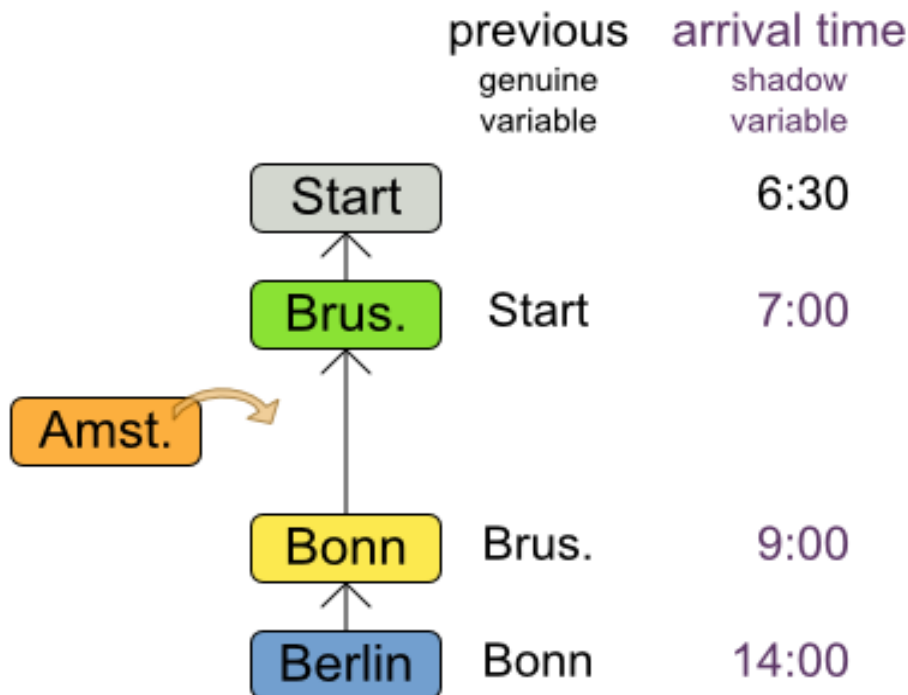 previous arrival time
genuine shadow
variable variable
Start 6:30
Brus. Start 7:00
Amst.
Bonn Brus. 9:00
Berlin Bonn 14:00